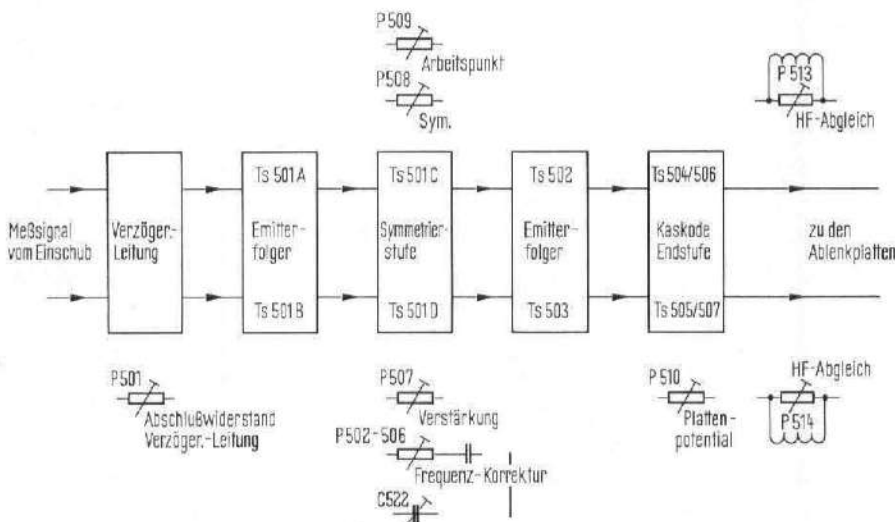 P509
Arbeitspunkt
P508
Sym.
P513
HF-Abgleich
Meßsignal
vom Einschub
Verzöger.-
Leitung
Ts 501A
Emitter-
folger
Ts 501B
Ts 501C
Symmetrier-
stufe
Ts 501D
Ts 502
Emitter-
folger
Ts 503
Ts 504/506
Kaskode
Endstufe
Ts 505/507
zu den
Ablenkplatten
P501
Abschlußwiderstand
Verzöger.-Leitung
P507
Verstärkung
P502-506
Frequenz-Korrektur
C522
P510
Platten-
potential
HF-Abgleich
P514